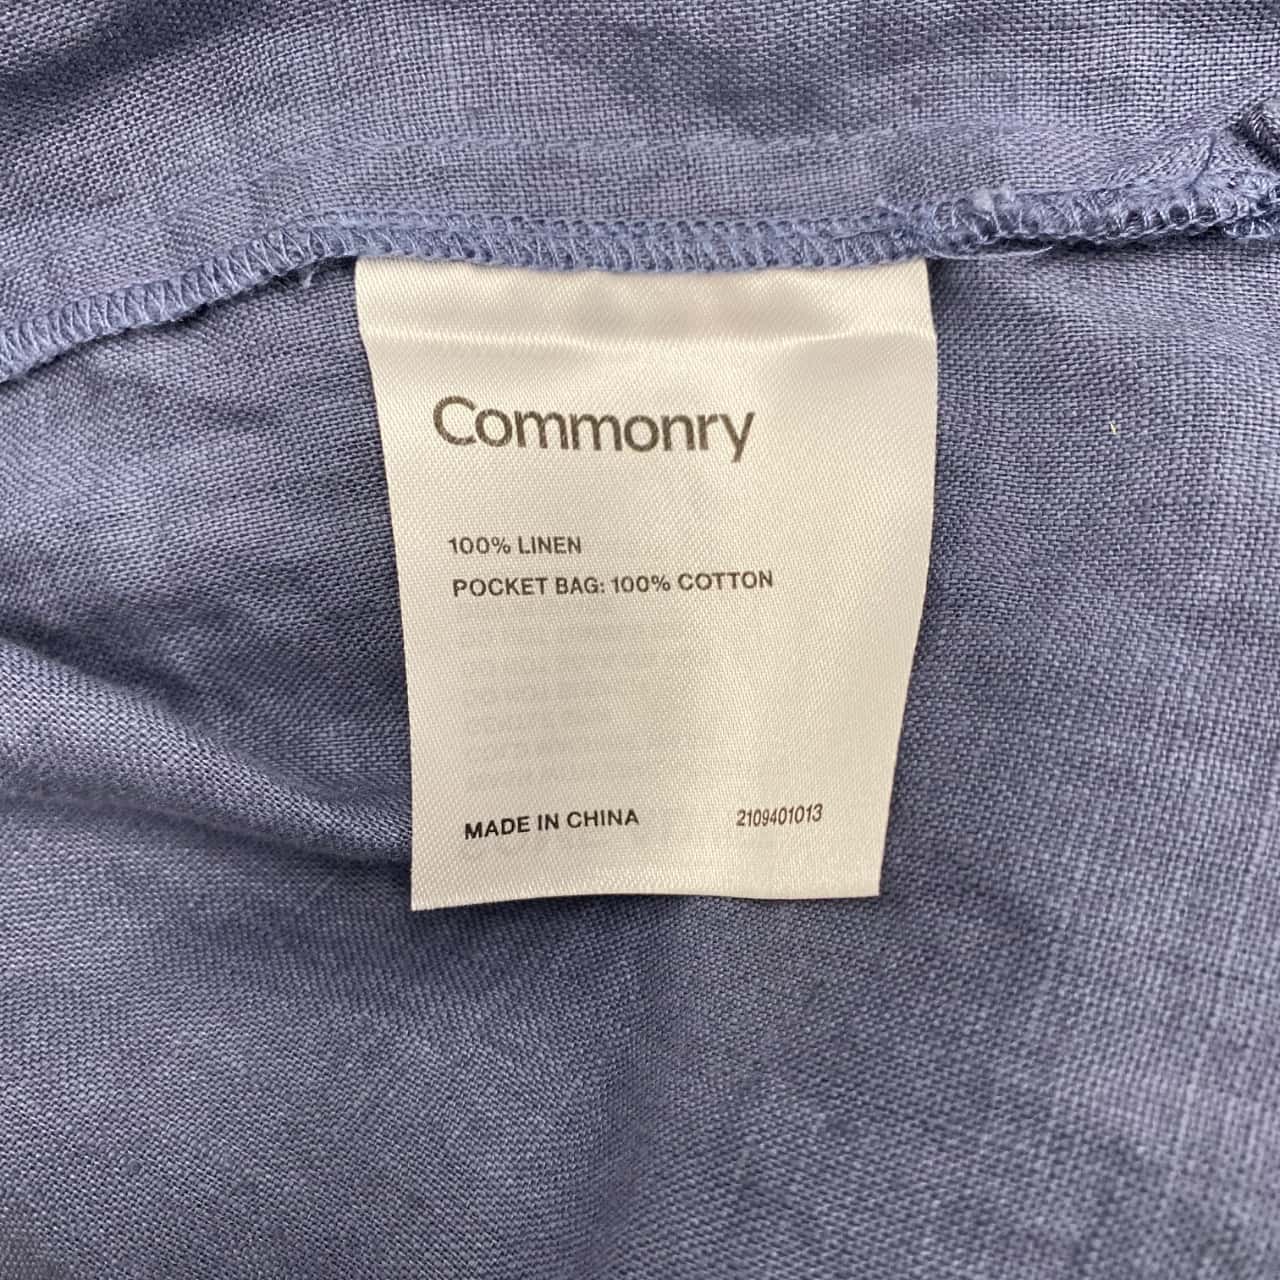 Commonry
100% LINEN
POCKET BAG: 100% COTTON
MADE IN CHINA 2109401013